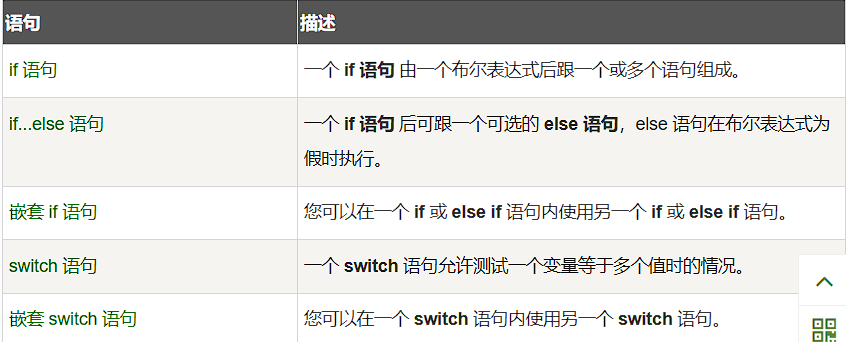 语句 描述
if 语句 一个 if 语句 由一个布尔表达式后跟一个或多个语句组成。
if...else 语句 一个 if 语句 后可跟一个可选的 else 语句，else 语句在布尔表达式为
假时执行。
嵌套 if 语句 您可以在一个 if 或 else if 语句内使用另一个 if 或 else if 语句。
switch 语句 一个 switch 语句允许测试一个变量等于多个值时的情况。
嵌套 switch 语句 您可以在一个 switch 语句内使用另一个 switch 语句。